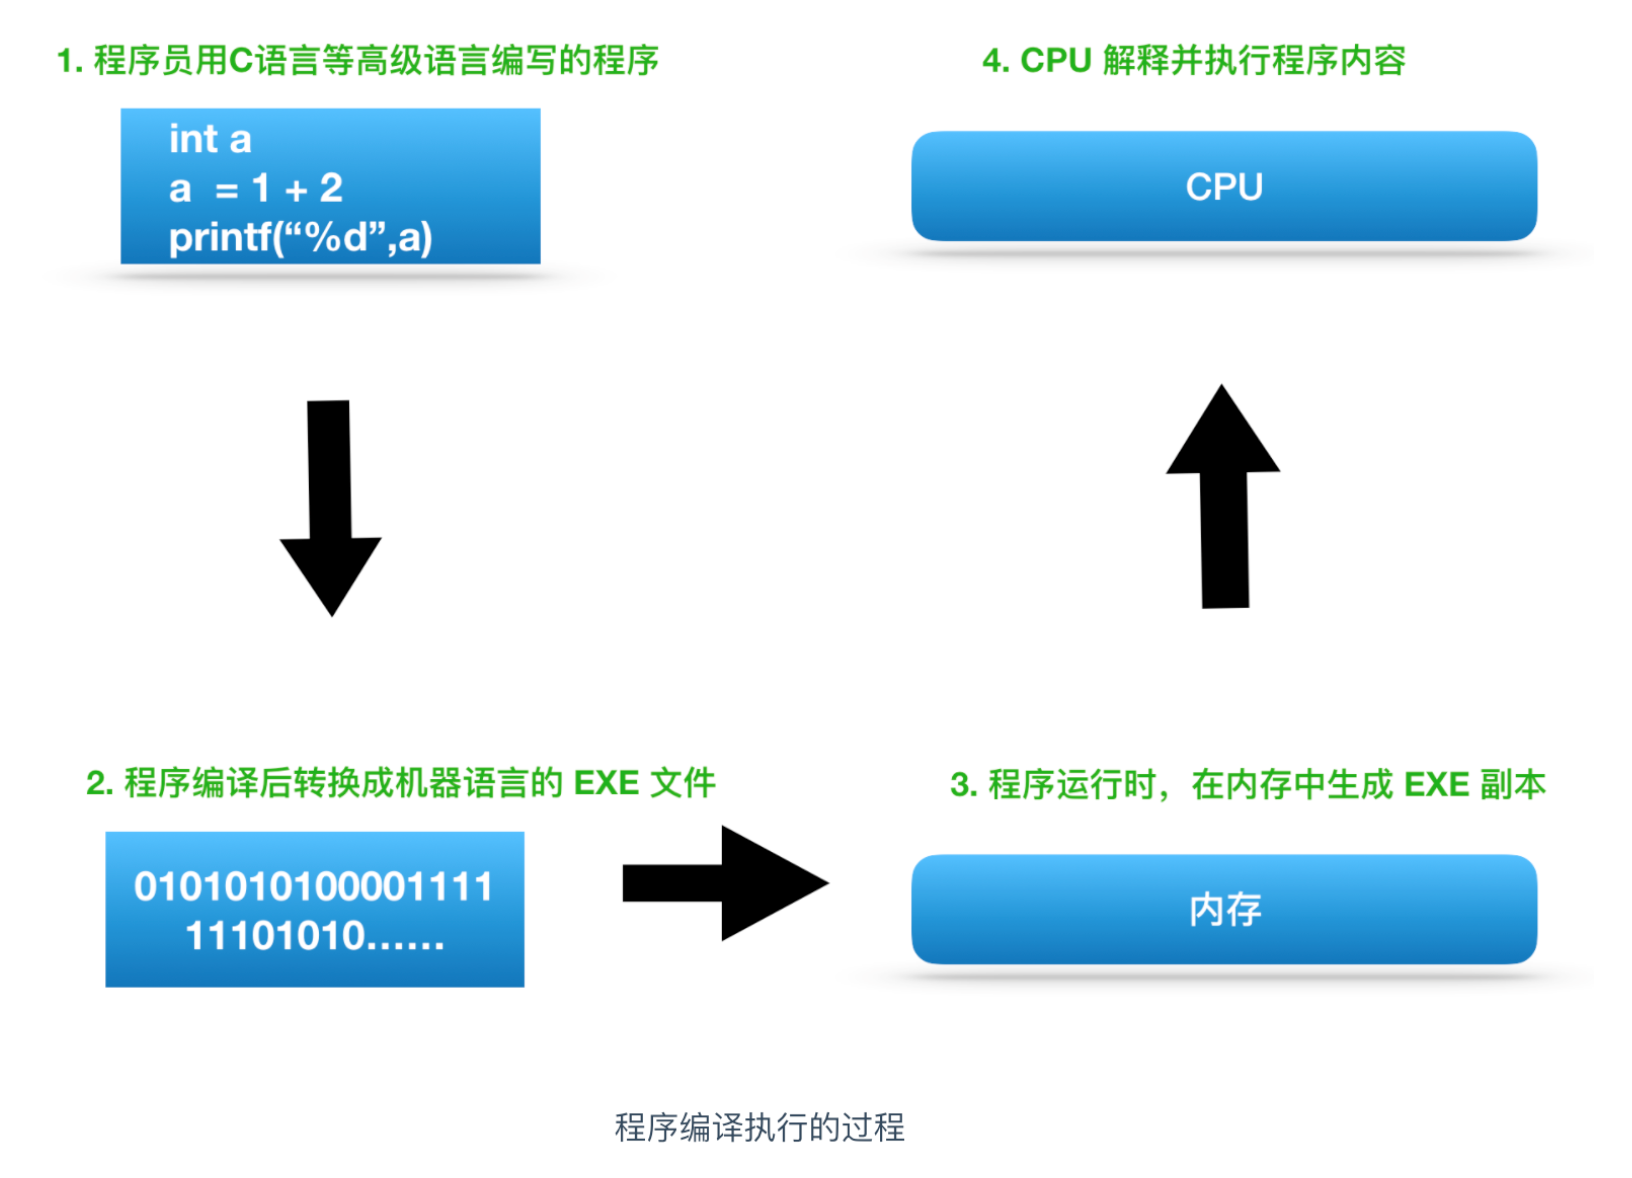 1. 程序员用C语言等高级语言编写的程序
int a
a  = 1 + 2
printf(“%d”,a)
2. 程序编译后转换成机器语言的 EXE 文件
0101010100001111
11101010......
3. 程序运行时，在内存中生成 EXE 副本
内存
4. CPU 解释并执行程序内容
CPU
程序编译执行的过程